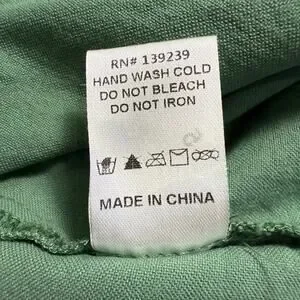 RN# 139239
HAND WASH COLD
DO NOT BLEACH
DO NOT IRON
MADE IN CHINA